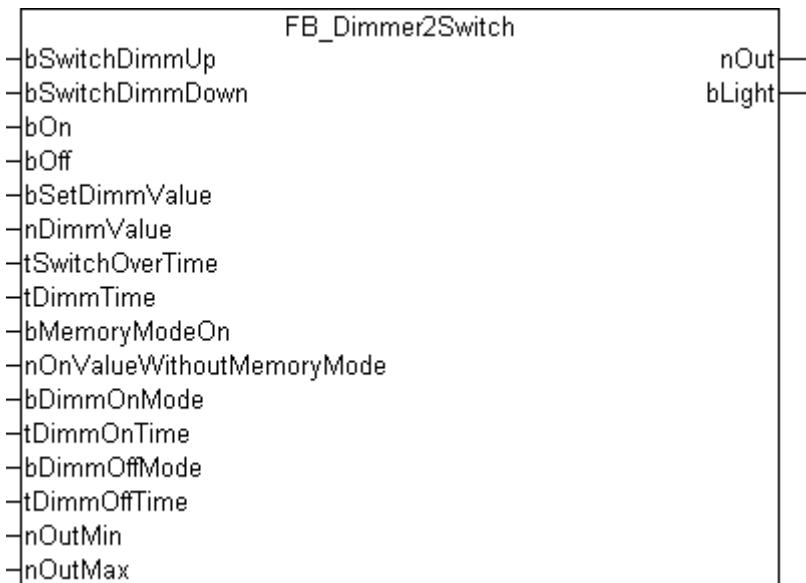 FB_Dimmer2Switch
bSwitchDimmUp nOut
bSwitchDimmDown bLight
bOn
bOff
bSetDimmValue
nDimmValue
tSwitchOverTime
tDimmTime
bMemoryModeOn
nOnValueWithoutMemoryMode
bDimmOnMode
tDimmOnTime
bDimmOffMode
tDimmOffTime
nOutMin
nOutMax